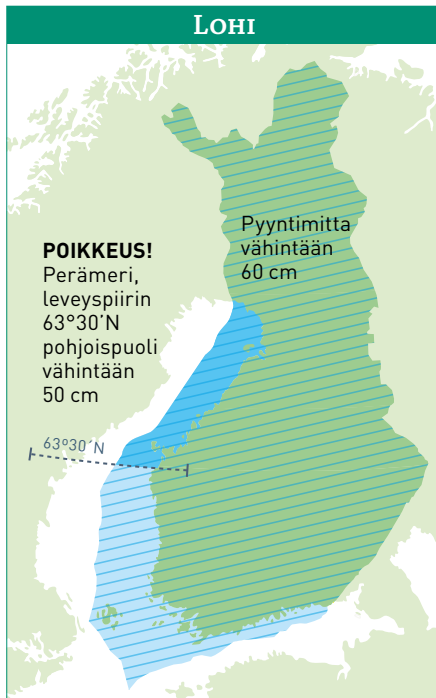 LOHI
Pyyntimitta
vähintään
60 cm
POIKKEUS!
Perämeri,
leveyspiirin
63°30’N
pohjoispuoli
vähintään
50 cm
63°30´N